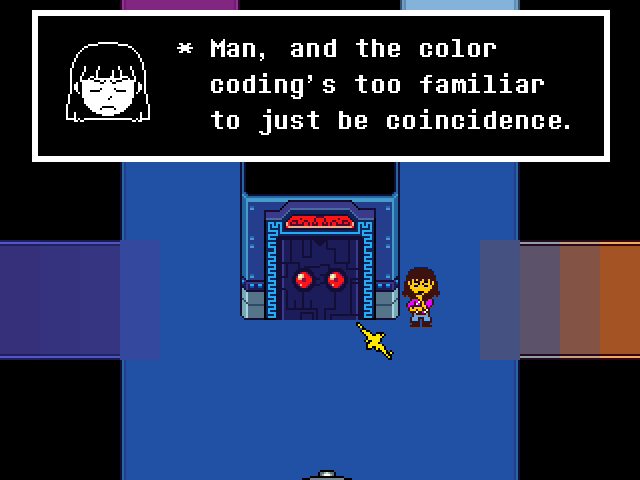 * Man, and the color
coding's too familiar
to just be coincidence.